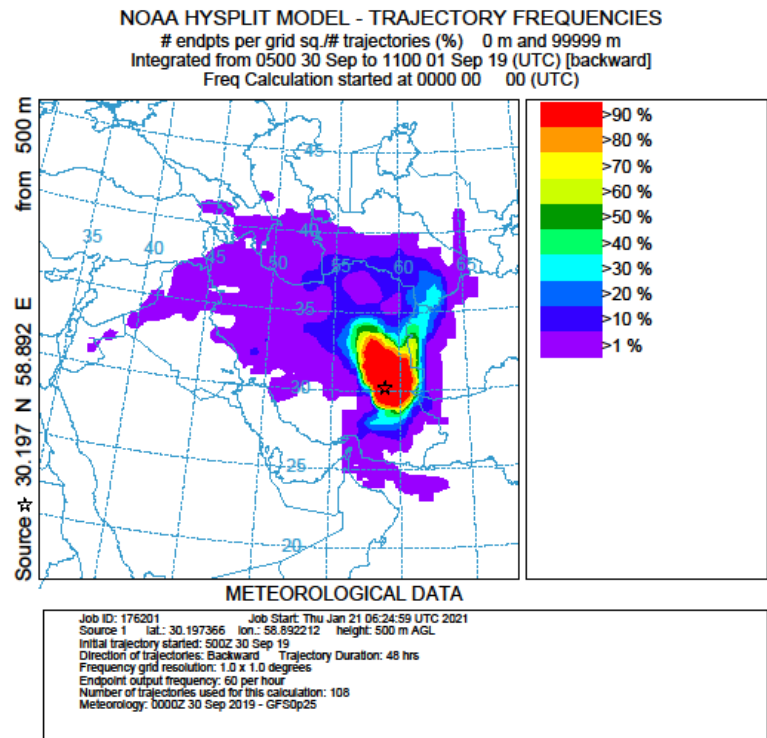 NOAA HYSPLIT MODEL - TRAJECTORY FREQUENCIES
# endpts per grid sq./# trajectories (%) 0 m and 99999 m
Integrated from 0500 30 Sep to 1100 01 Sep 19 (UTC) [backward]
Freq Calculation started at 0000 00 00 (UTC)
Source ☆ 30.197 N 58.892 E from 500 m
45
40
35
40
45
50
55
60
65
35
30
25
20
>90 %
>80 %
>70 %
>60 %
>50 %
>40 %
>30 %
>20 %
>10 %
>1 %
METEOROLOGICAL DATA
Job ID: 176201 Job Start: Thu Jan 21 06:24:59 UTC 2021
Source 1 lat.: 30.197366 lon.: 58.892212 height: 500 m AGL
Initial trajectory started: 500Z 30 Sep 19
Direction of trajectories: Backward Trajectory Duration: 48 hrs
Frequency grid resolution: 1.0 x 1.0 degrees
Endpoint output frequency: 60 per hour
Number of trajectories used for this calculation: 108
Meteorology: 0000Z 30 Sep 2019 - GFS0p25